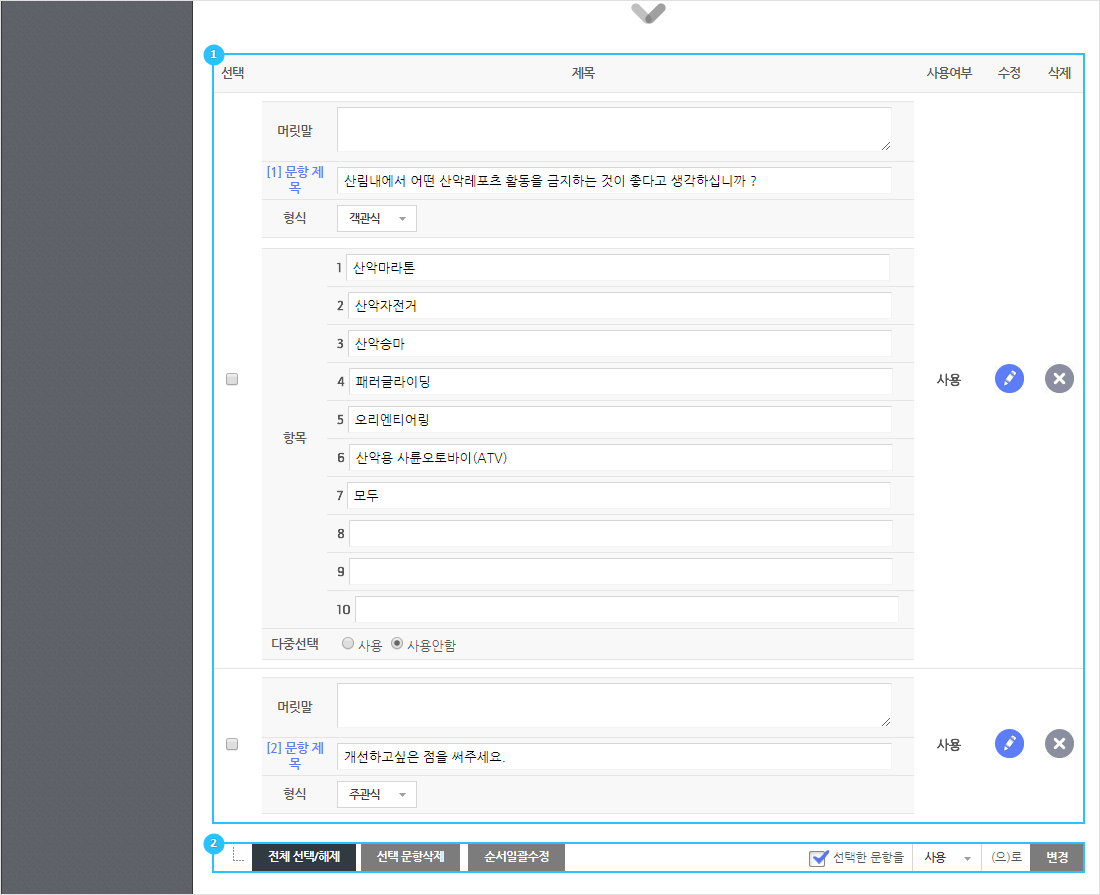 1
선택 제목 사용여부 수정 삭제
머릿말
[1] 문항 제
목
산림내에서 어떤 산악레포츠 활동을 금지하는 것이 좋다고 생각하십니까 ?
형식 객관식
항목
1 산악마라톤
2 산악자전거
3 산악승마
4 패러글라이딩
5 오리엔티어링
6 산악용 사륜오토바이(ATV)
7 모두
8
9
10
사용
다중선택 사용 사용안함
머릿말
[2] 문항 제
목
개선하고싶은 점을 써주세요.
형식 주관식
사용
2
전체 선택/해제 선택 문항삭제 순서일괄수정 선택한 문항을 사용 (으)로 변경